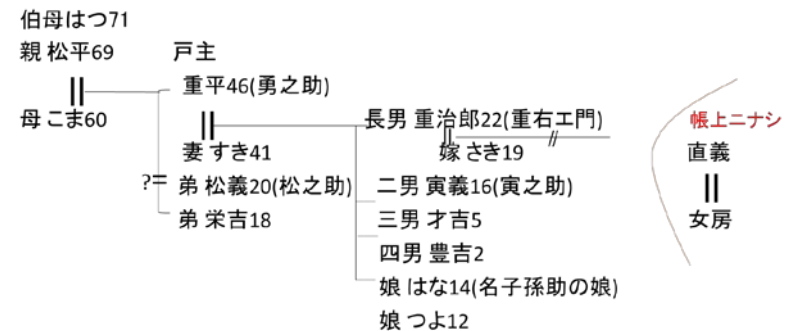 伯母はつ71
親 松平69
戸主
重平46(勇之助)
母 こま60
長男 重治郎22(重右エ門)
妻 すき41
嫁 さき19
?=
弟 松義20(松之助)
二男 寅義16(寅之助)
弟 栄吉18
三男 才吉5
四男 豊吉2
娘 はな14(名子孫助の娘)
娘 つよ12
帳上ニナシ
直義
女房